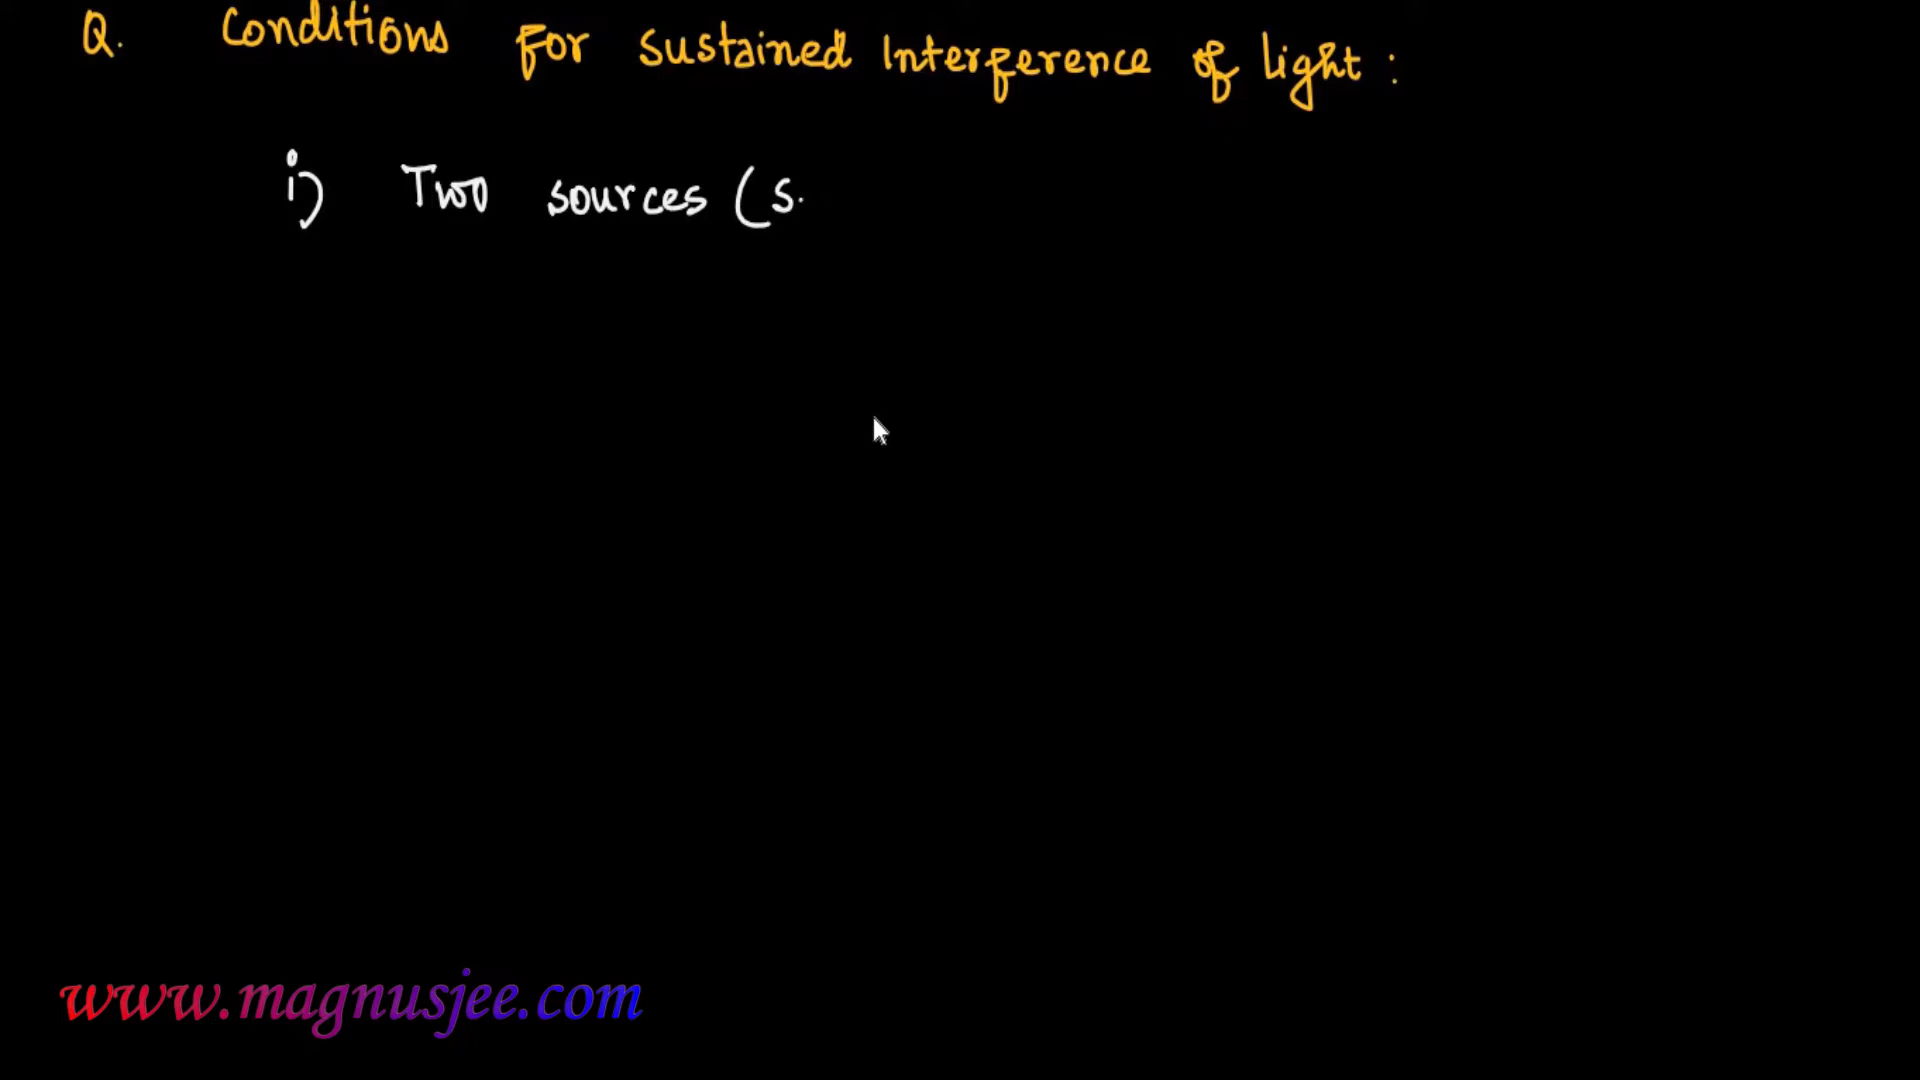 Q. Conditions for sustained Interference of light :
i) Two sources (s.
www.magnusjee.com